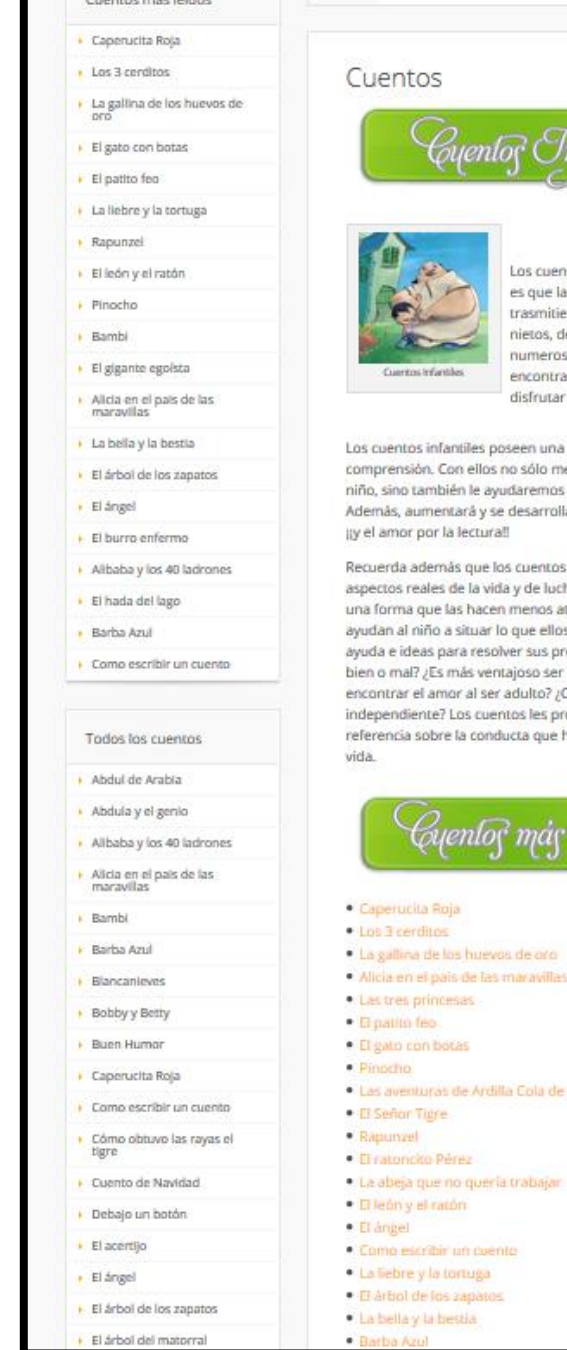 Cuentos más leídos
Caperucita Roja
Los 3 cerditos
La gallina de los huevos de
oro
El gato con botas
El patito feo
La liebre y la tortuga
Rapunzel
El león y el ratón
Pinocho
Bambi
El gigante egoísta
Alicia en el pais de las
maravillas
La bella y la bestia
El árbol de los zapatos
El ángel
El burro enfermo
Alibaba y los 40 ladrones
El hada del lago
Barba Azul
Como escribir un cuento
Todos los cuentos
Abdul de Arabia
Abdula y el genio
Alibaba y los 40 ladrones
Alicia en el pais de las
maravillas
Bambi
Barba Azul
Blancanieves
Bobby y Betty
Buen Humor
Caperucita Roja
Como escribir un cuento
Cómo obtuvo las rayas el
tigre
Cuento de Navidad
Debajo un botón
El acertijo
El ángel
El árbol de los zapatos
El árbol del matorral
Cuentos
Cuentos
Cuentos Infantiles
Los cuen
es que la
trasmitie
nietos, d
numeros
encontra
disfrutar
Los cuentos infantiles poseen una
comprensión. Con ellos no sólo me
niño, sino también le ayudaremos
Además, aumentará y se desarroll
¡¡y el amor por la lectura!!
Recuerda además que los cuentos
aspectos reales de la vida y de luch
una forma que las hacen menos at
ayudan al niño a situar lo que ellos
ayuda e ideas para resolver sus pr
bien o mal? ¿Es más ventajoso ser
encontrar el amor al ser adulto? ¿
independiente? Los cuentos les pr
referencia sobre la conducta que h
vida.
Cuentos más
Caperucita Roja
Los 3 cerditos
La gallina de los huevos de oro
Alicia en el pais de las maravillas
Las tres princesas
El patito feo
El gato con botas
Pinocho
Las aventuras de Ardilla Cola de
El Señor Tigre
Rapunzel
El ratoncito Pérez
La abeja que no quería trabajar
El león y el ratón
El ángel
Como escribir un cuento
La liebre y la tortuga
El árbol de los zapatos
La bella y la bestia
Barba Azul